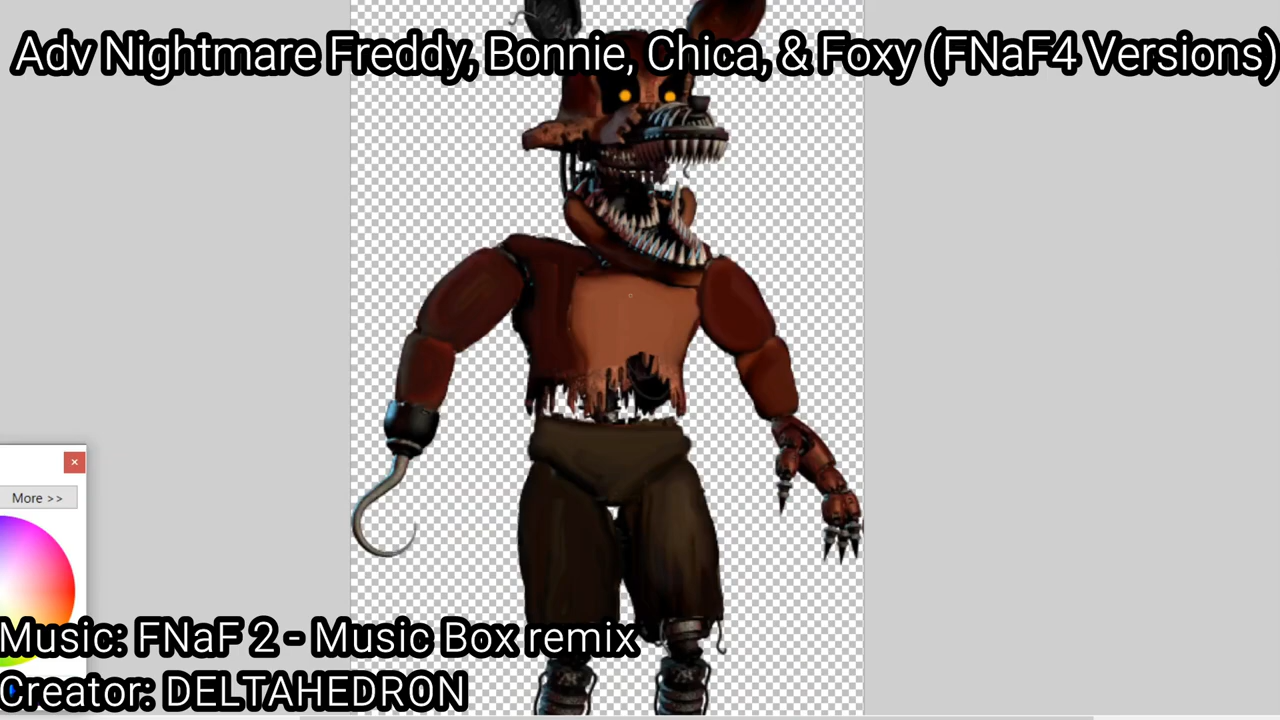 Adv Nightmare Freddy, Bonnie, Chica, & Foxy (FNaF4 Versions)
More >>
Music: FNaF 2 - Music Box remix
Creator: DELTAHEDRON